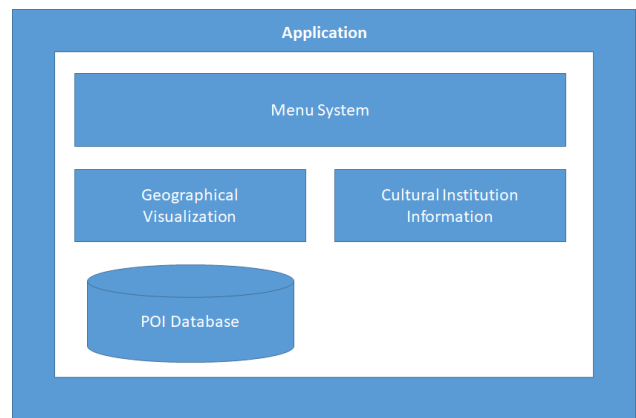 Application
Menu System
Geographical
Visualization
Cultural Institution
Information
POI Database